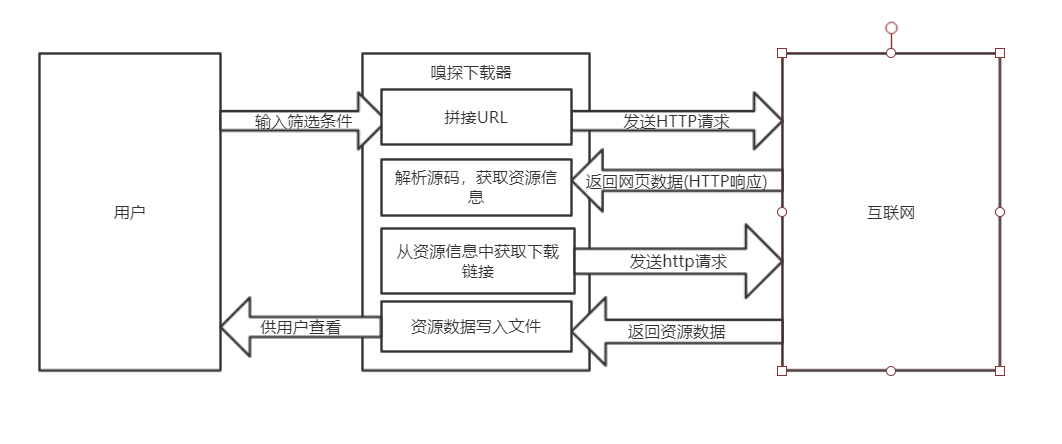 嗅探下载器
输入筛选条件
拼接URL
发送HTTP请求
解析源码，获取资源信
息
返回网页数据(HTTP响应)
用户
互联网
从资源信息中获取下载
链接
发送http请求
供用户查看
资源数据写入文件
返回资源数据